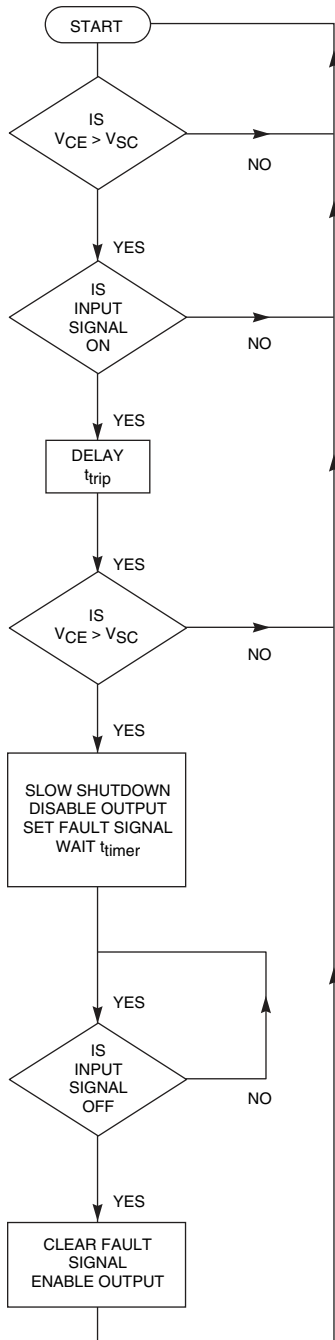 START
IS
VCE > VSC
NO
YES
IS
INPUT
SIGNAL
ON
NO
YES
DELAY
ttrip
YES
IS
VCE > VSC
NO
YES
SLOW SHUTDOWN
DISABLE OUTPUT
SET FAULT SIGNAL
WAIT ttimer
YES
IS
INPUT
SIGNAL
OFF
NO
YES
CLEAR FAULT
SIGNAL
ENABLE OUTPUT